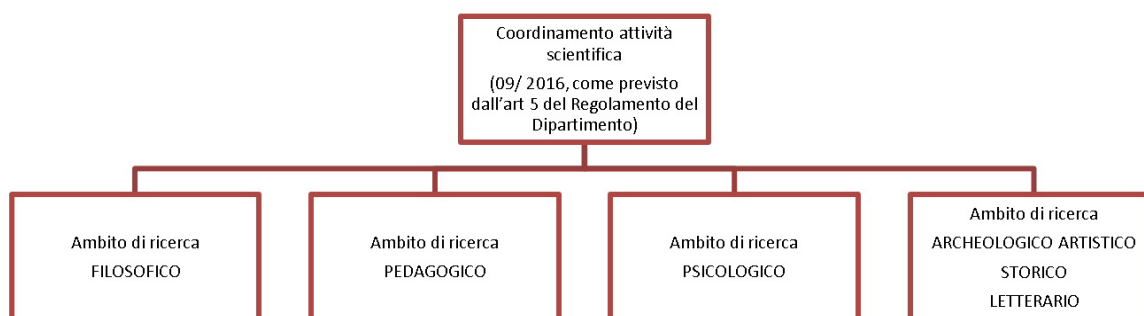 Coordinamento attività
scientifica
(09/ 2016, come previsto
dall'art 5 del Regolamento del
Dipartimento)
Ambito di ricerca
FILOSOFICO
Ambito di ricerca
PEDAGOGICO
Ambito di ricerca
PSICOLOGICO
Ambito di ricerca
ARCHEOLOGICO ARTISTICO
STORICO
LETTERARIO